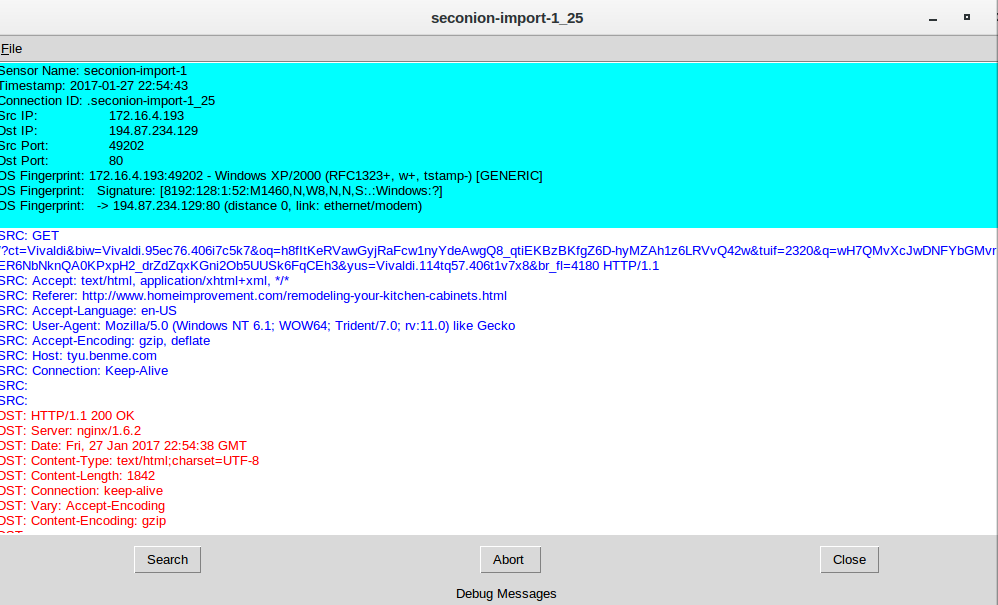 seconion-import-1_25
File
Sensor Name: seconion-import-1
Timestamp: 2017-01-27 22:54:43
Connection ID: .seconion-import-1_25
Src IP: 172.16.4.193
Dst IP: 194.87.234.129
Src Port: 49202
Dst Port: 80
OS Fingerprint: 172.16.4.193:49202 - Windows XP/2000 (RFC1323+, w+, tstamp-) [GENERIC]
OS Fingerprint: Signature: [8192:128:1:52:M1460,N,W8,N,N,S:.:Windows:?]
OS Fingerprint: -> 194.87.234.129:80 (distance 0, link: ethernet/modem)
SRC: GET
/?ct=Vivaldi&biw=Vivaldi.95ec76.406i7c5k7&oq=h8fItKeRVawGyjRaFcw1nyYdeAwgQ8_qtiEKBzBKfgZ6D-hyMZAh1z6LRVvQ42w&tuif=2320&q=wH7QMvXcJwDNFYbGMvr
ER6NbNknQA0KPxpH2_drZdZqxKGni2Ob5UUSk6FqCEh3&yus=Vivaldi.114tq57.406t1v7x8&br_fl=4180 HTTP/1.1
SRC: Accept: text/html, application/xhtml+xml, */*
SRC: Referer: http://www.homeimprovement.com/remodeling-your-kitchen-cabinets.html
SRC: Accept-Language: en-US
SRC: User-Agent: Mozilla/5.0 (Windows NT 6.1; WOW64; Trident/7.0; rv:11.0) like Gecko
SRC: Accept-Encoding: gzip, deflate
SRC: Host: tyu.benme.com
SRC: Connection: Keep-Alive
SRC:
SRC:
DST: HTTP/1.1 200 OK
DST: Server: nginx/1.6.2
DST: Date: Fri, 27 Jan 2017 22:54:38 GMT
DST: Content-Type: text/html;charset=UTF-8
DST: Content-Length: 1842
DST: Connection: keep-alive
DST: Vary: Accept-Encoding
DST: Content-Encoding: gzip
Search
Abort
Close
Debug Messages